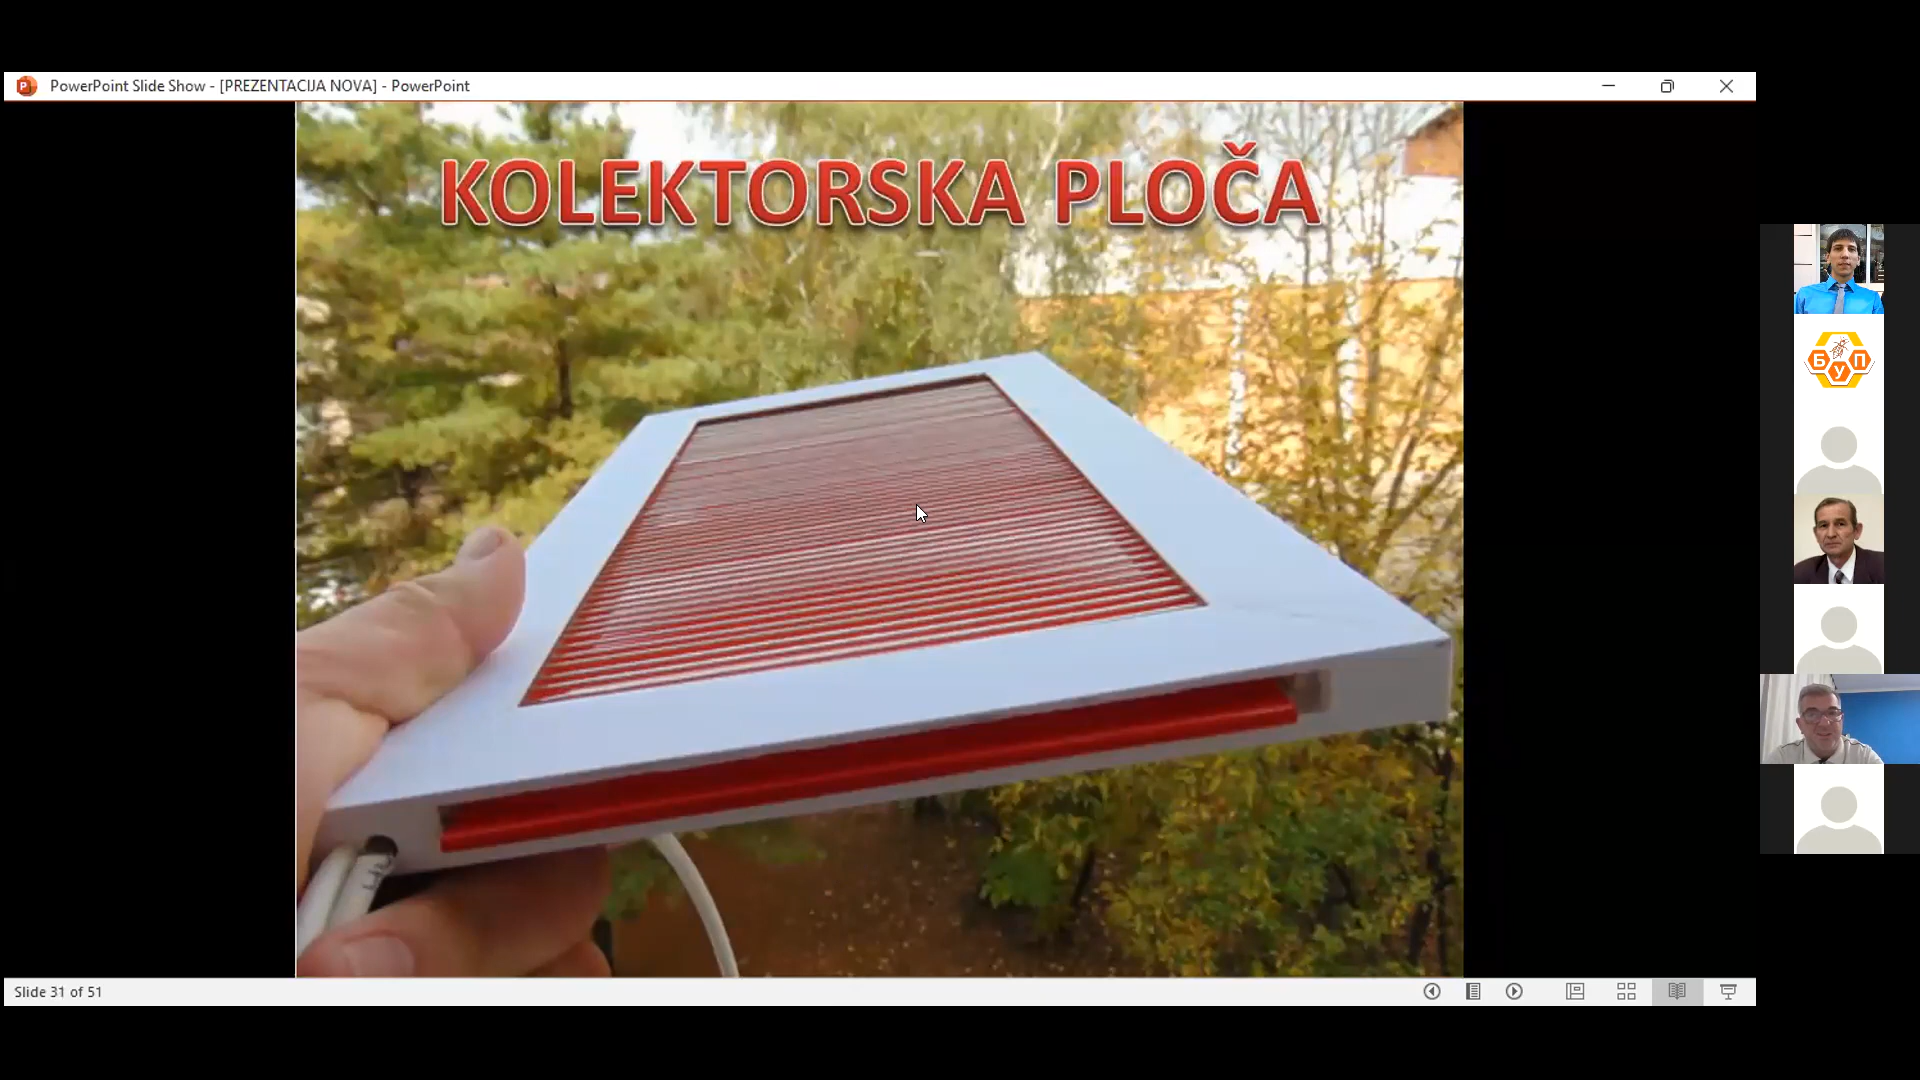 PowerPoint Slide Show - [PREZENTACIJA NOVA] - PowerPoint
KOLEKTORSKA PLOČA
Б У П
Slide 31 of 51